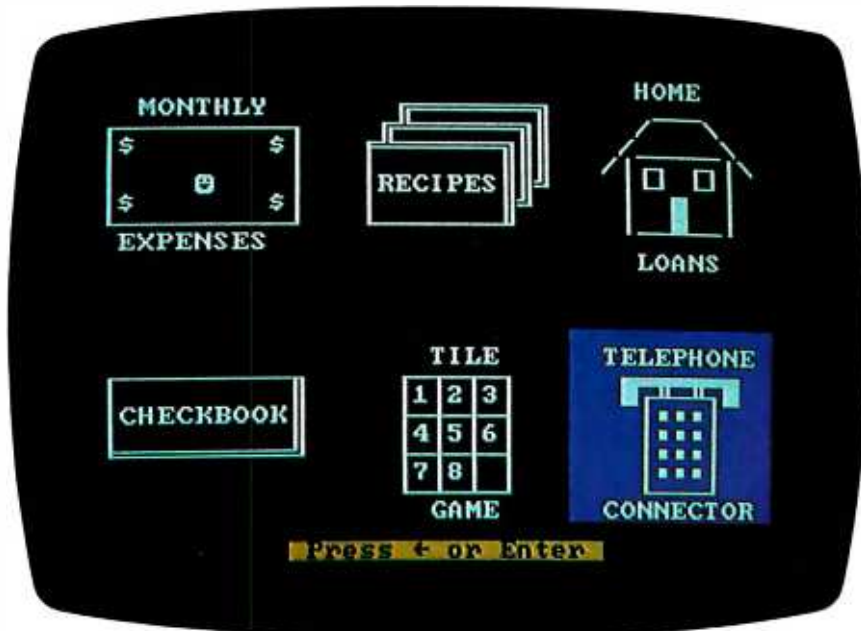 MONTHLY
$ $
$ $
EXPENSES
RECIPES
HOME
LOANS
CHECKBOOK
TILE
1 2 3
4 5 6
7 8
GAME
TELEPHONE
CONNECTOR
Press ← or Enter